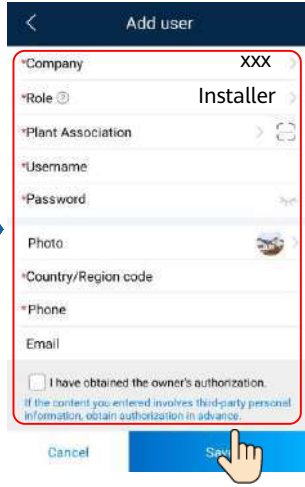 Add user
*Company xxx
*Role Installer
*Plant Association
*Username
*Password
Photo
*Country/Region code
*Phone
Email
I have obtained the owner's authorization.
If the content you entered involves third-party personal
information, obtain authorization in advance.
Cancel